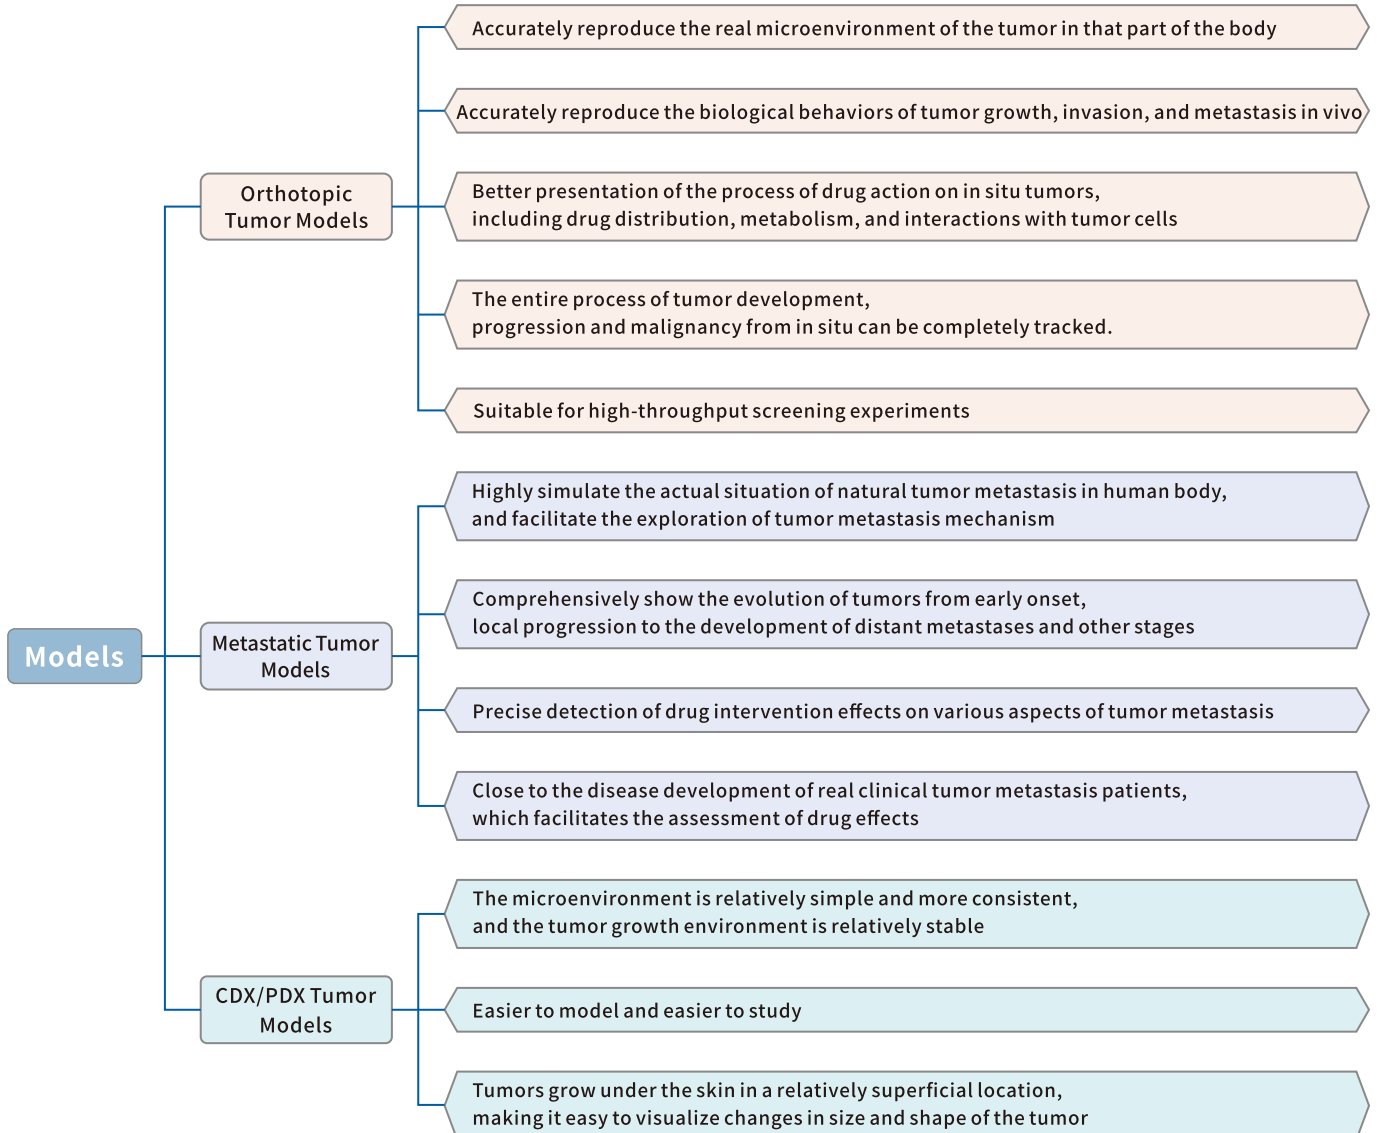 Models
Orthotopic
Tumor Models
Accurately reproduce the real microenvironment of the tumor in that part of the body
Accurately reproduce the biological behaviors of tumor growth, invasion, and metastasis in vivo
Better presentation of the process of drug action on in situ tumors,
including drug distribution, metabolism, and interactions with tumor cells
The entire process of tumor development,
progression and malignancy from in situ can be completely tracked.
Suitable for high-throughput screening experiments
Metastatic Tumor
Models
Highly simulate the actual situation of natural tumor metastasis in human body,
and facilitate the exploration of tumor metastasis mechanism
Comprehensively show the evolution of tumors from early onset,
local progression to the development of distant metastases and other stages
Precise detection of drug intervention effects on various aspects of tumor metastasis
Close to the disease development of real clinical tumor metastasis patients,
which facilitates the assessment of drug effects
CDX/PDX Tumor
Models
The microenvironment is relatively simple and more consistent,
and the tumor growth environment is relatively stable
Easier to model and easier to study
Tumors grow under the skin in a relatively superficial location,
making it easy to visualize changes in size and shape of the tumor